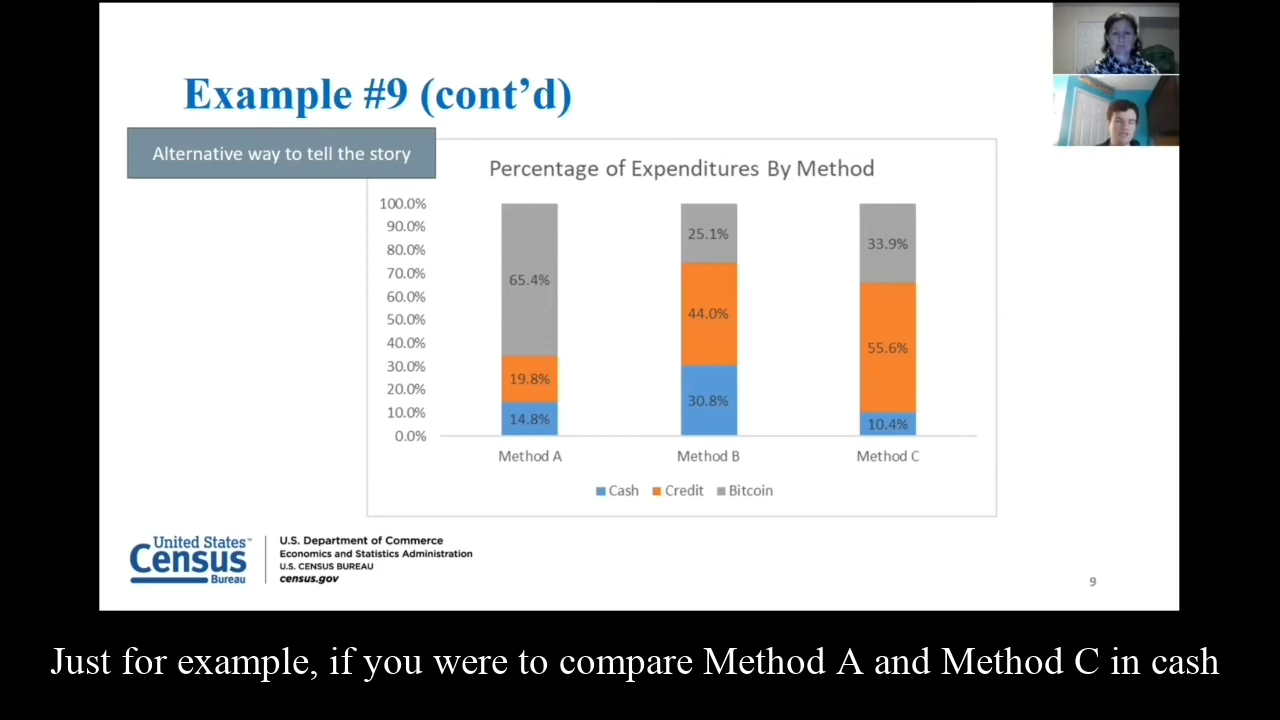 Example #9 (cont’d)
Alternative way to tell the story
Percentage of Expenditures By Method
100.0%
90.0%
80.0%
70.0%
60.0%
50.0%
40.0%
30.0%
20.0%
10.0%
0.0%
65.4%
19.8%
14.8%
25.1%
44.0%
30.8%
33.9%
55.6%
10.4%
Method A Method B Method C
Cash Credit Bitcoin
United States™
Census
Bureau
U.S. Department of Commerce
Economics and Statistics Administration
U.S. CENSUS BUREAU
census.gov
9
Just for example, if you were to compare Method A and Method C in cash